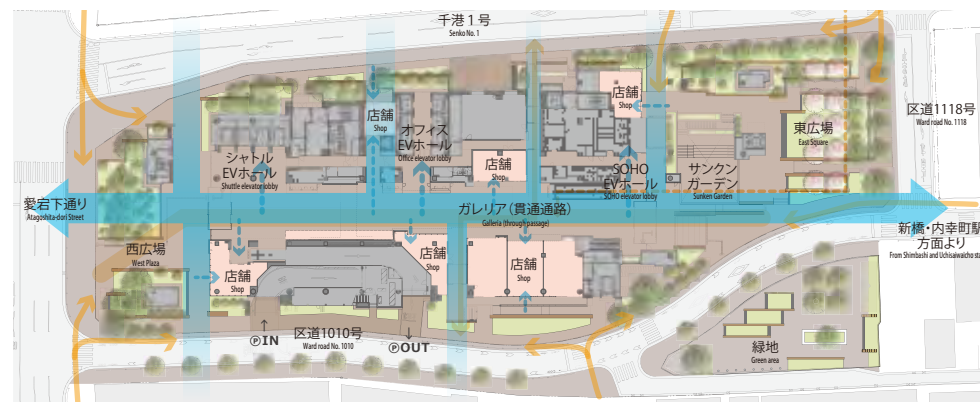 千港1号
Senko No. 1
区道1118号
Ward road No. 1118
店舗
Shop
店舗
Shop
オフィス
EVホール
Office elevator lobby
東広場
East Square
シャトル
EVホール
Shuttle elevator lobby
店舗
Shop
SOHO
EVホール
SOHO elevator lobby
サンクン
ガーデン
Sunken Garden
愛宕下通り
Atagoshita-dori Street
ガレリア(貫通通路)
Galleria (through passage)
新橋・内幸町駅
方面より
From Shimbashi and Uchisaiwaicho sta
西広場
West Plaza
店舗
Shop
店舗
Shop
店舗
Shop
区道1010号
Ward road No. 1010
ⓅIN
ⓅOUT
緑地
Green area